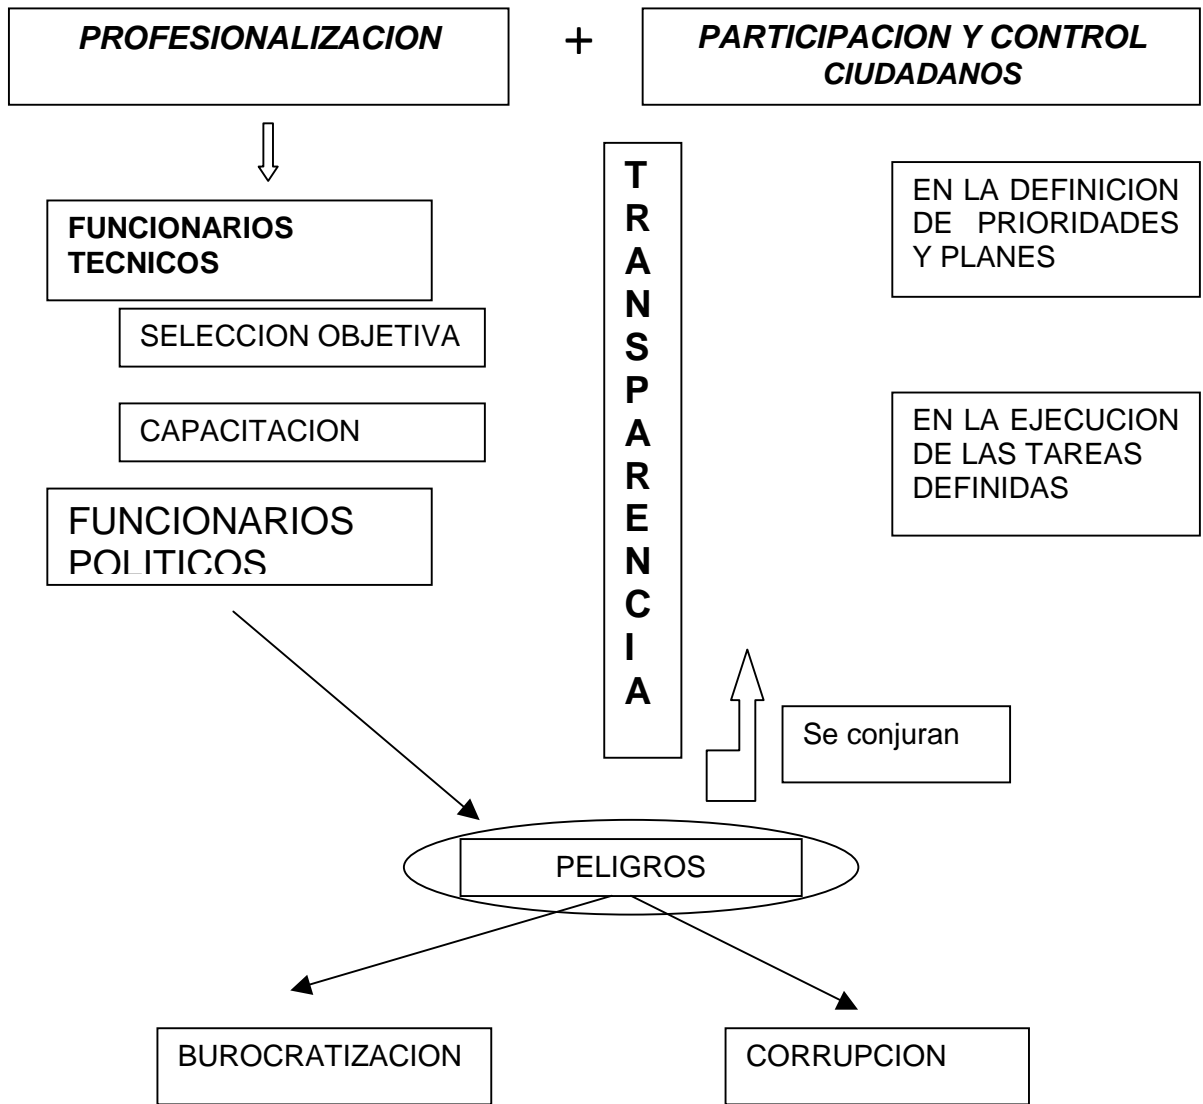 PROFESIONALIZACION
+
PARTICIPACION Y CONTROL
CIUDADANOS
FUNCIONARIOS
TECNICOS
SELECCION OBJETIVA
CAPACITACION
FUNCIONARIOS
POLITICOS
T
R
A
N
S
P
A
R
E
N
C
I
A
EN LA DEFINICION
DE PRIORIDADES
Y PLANES
EN LA EJECUCION
DE LAS TAREAS
DEFINIDAS
Se conjuran
PELIGROS
BUROCRATIZACION
CORRUPCION